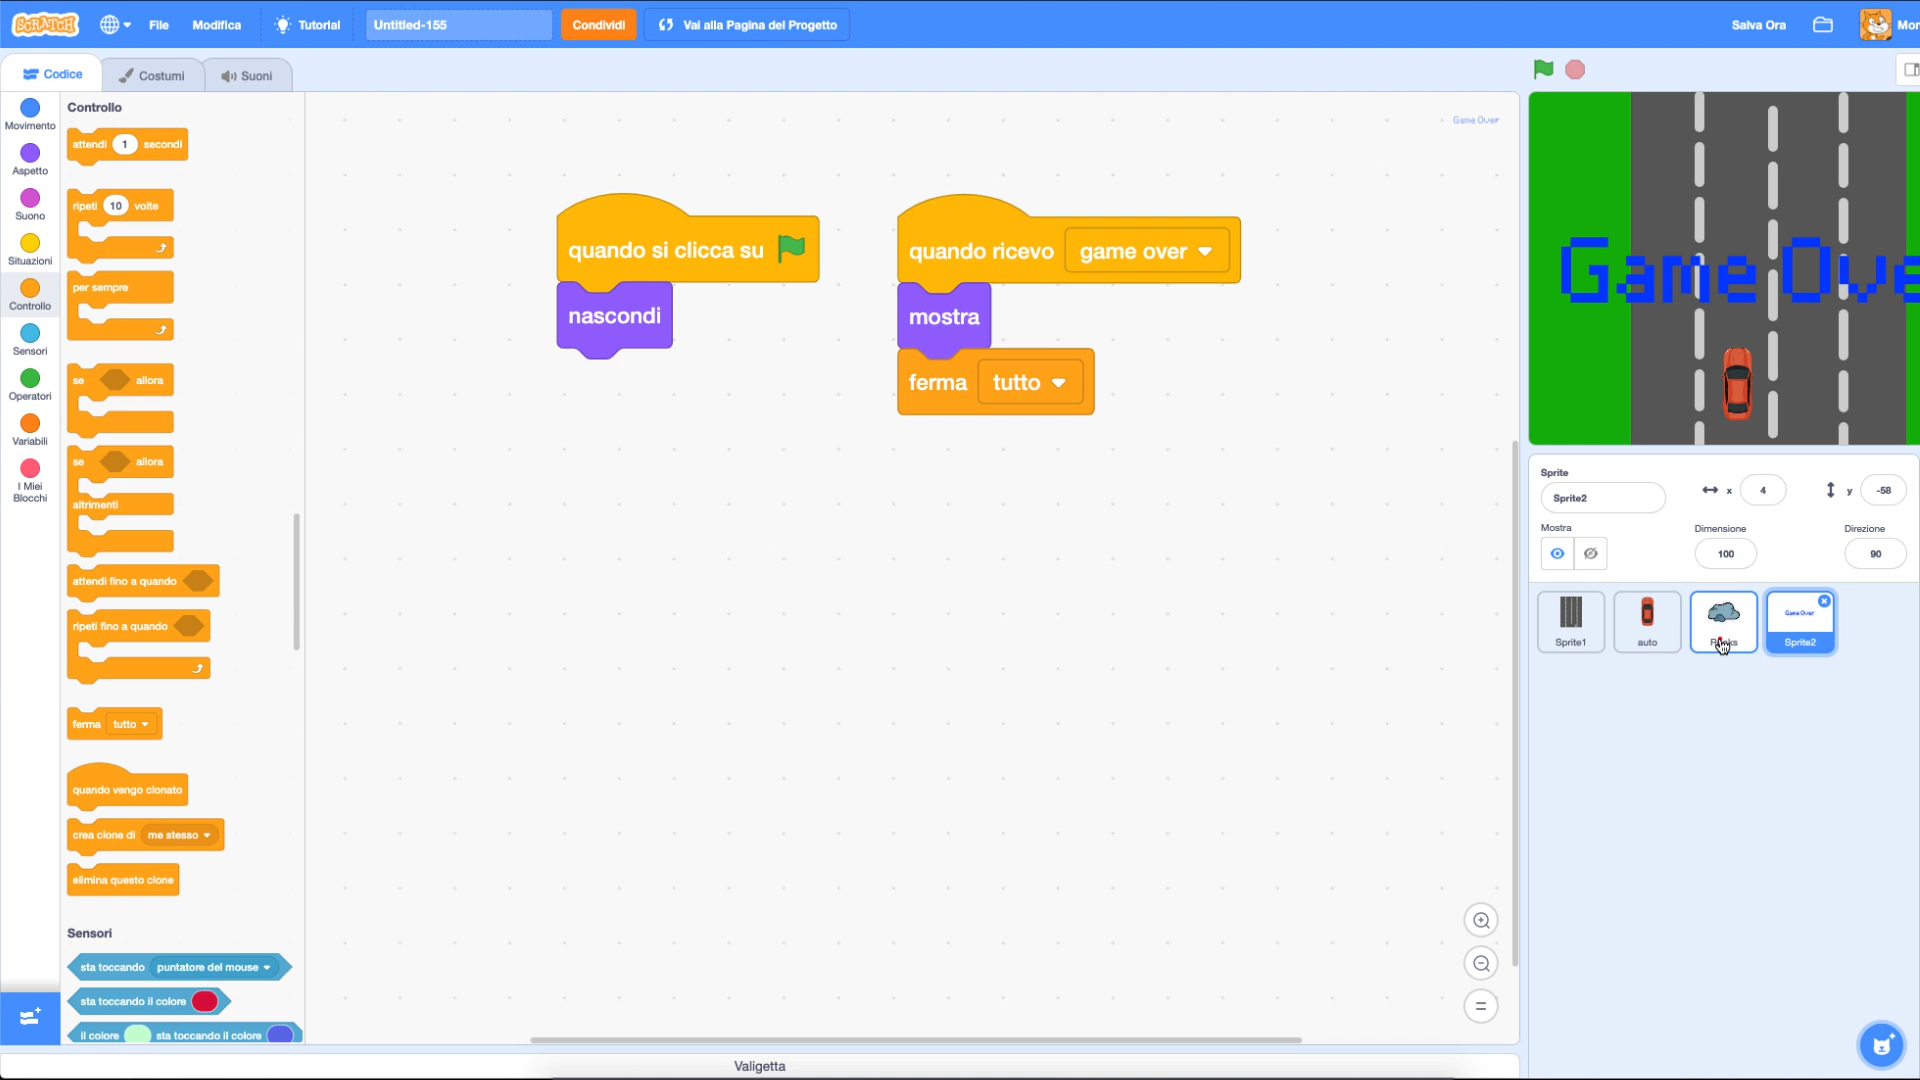 SCRATCH File Modifica Tutorial Untitled-155 Condividi Vai alla Pagina del Progetto Salva Ora
Codice Costumi Suoni
Movimento
Aspetto
Suono
Situazioni
Controllo
Sensori
Operatori
Variabili
I Miei
Blocchi
Controllo
attendi 1 secondi
ripeti 10 volte
per sempre
se allora
se allora
altrimenti
attendi fino a quando
ripeti fino a quando
ferma tutto
quando vengo clonato
crea clone di me stesso
elimina questo clone
Sensori
sta toccando puntatore del mouse
sta toccando il colore
il colore sta toccando il colore
Game Over
quando si clicca su
nascondi
quando ricevo game over
mostra
ferma tutto
Valigetta
Game Ove
Sprite
Sprite2 x 4 y -58
Mostra Dimensione Direzione
100 90
Sprite1 auto
Game Over
Sprite2